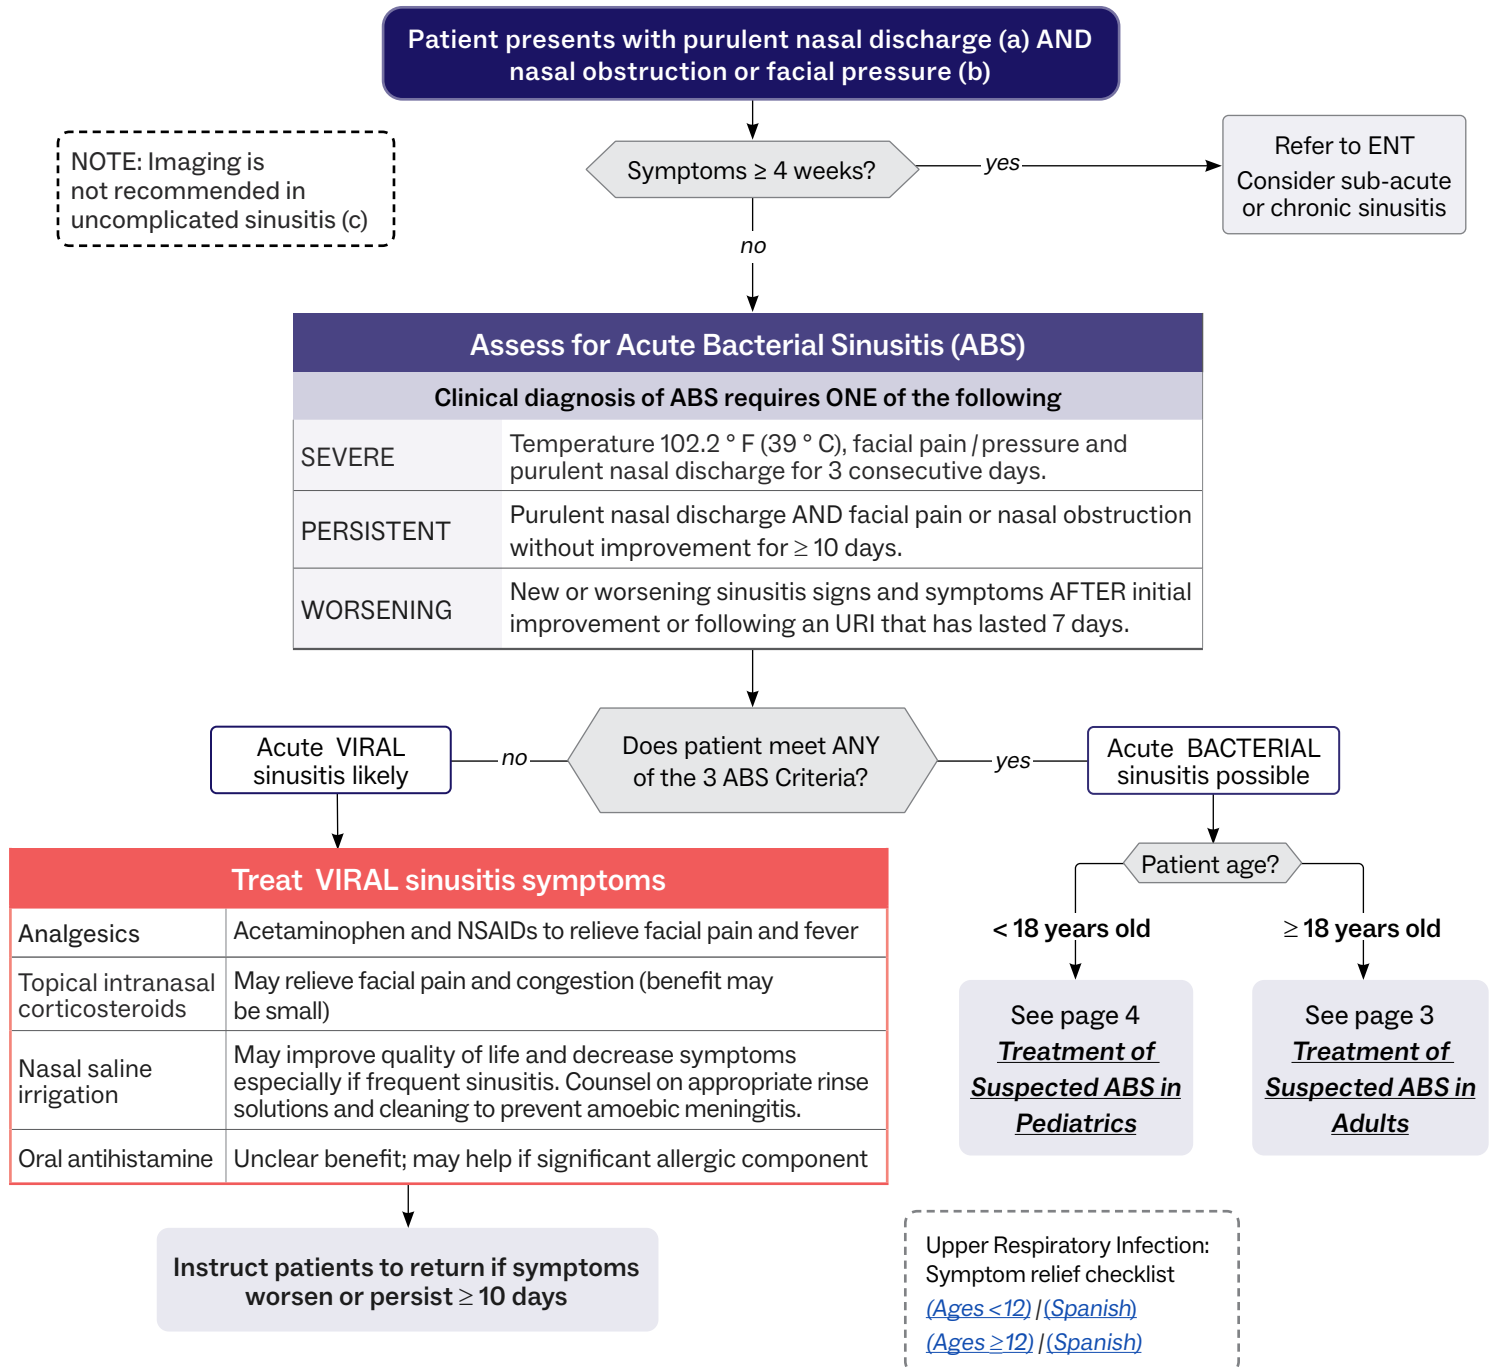 Patient presents with purulent nasal discharge (a) AND
nasal obstruction or facial pressure (b)
NOTE: Imaging is
not recommended in
uncomplicated sinusitis (c)
Symptoms ≥ 4 weeks?
yes
Refer to ENT
Consider sub-acute
or chronic sinusitis
no
Assess for Acute Bacterial Sinusitis (ABS)
Clinical diagnosis of ABS requires ONE of the following
SEVERE
Temperature 102.2 ° F (39 ° C), facial pain / pressure and
purulent nasal discharge for 3 consecutive days.
PERSISTENT
Purulent nasal discharge AND facial pain or nasal obstruction
without improvement for ≥ 10 days.
WORSENING
New or worsening sinusitis signs and symptoms AFTER initial
improvement or following an URI that has lasted 7 days.
Does patient meet ANY
of the 3 ABS Criteria?
no
Acute VIRAL
sinusitis likely
yes
Acute BACTERIAL
sinusitis possible
Treat VIRAL sinusitis symptoms
Analgesics
Acetaminophen and NSAIDs to relieve facial pain and fever
Topical intranasal
corticosteroids
May relieve facial pain and congestion (benefit may
be small)
Nasal saline
irrigation
May improve quality of life and decrease symptoms
especially if frequent sinusitis. Counsel on appropriate rinse
solutions and cleaning to prevent amoebic meningitis.
Oral antihistamine
Unclear benefit; may help if significant allergic component
Instruct patients to return if symptoms
worsen or persist ≥ 10 days
Patient age?
< 18 years old
≥ 18 years old
See page 4
Treatment of
Suspected ABS in
Pediatrics
See page 3
Treatment of
Suspected ABS in
Adults
Upper Respiratory Infection:
Symptom relief checklist
(Ages <12) | (Spanish)
(Ages ≥12) | (Spanish)